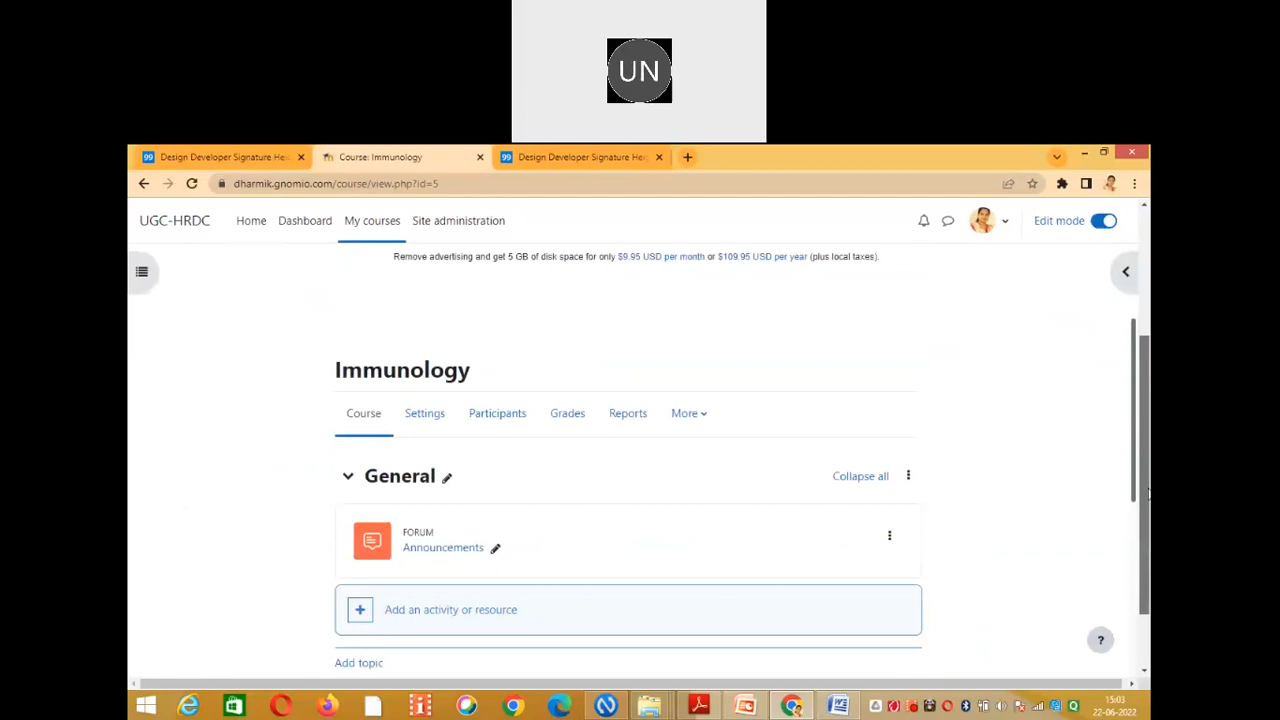 UN
99 Design Developer Signature He
Course: Immunology
99 Design Developer Signature He
dharmik.gnomio.com/course/view.php?id=5
UGC-HRDC Home Dashboard My courses Site administration Edit mode
Remove advertising and get 5 GB of disk space for only $9.95 USD per month or $109.95 USD per year (plus local taxes).
Immunology
Course Settings Participants Grades Reports More
General Collapse all
FORUM
Announcements
+ Add an activity or resource
?
Add topic
15:03
22-06-2022